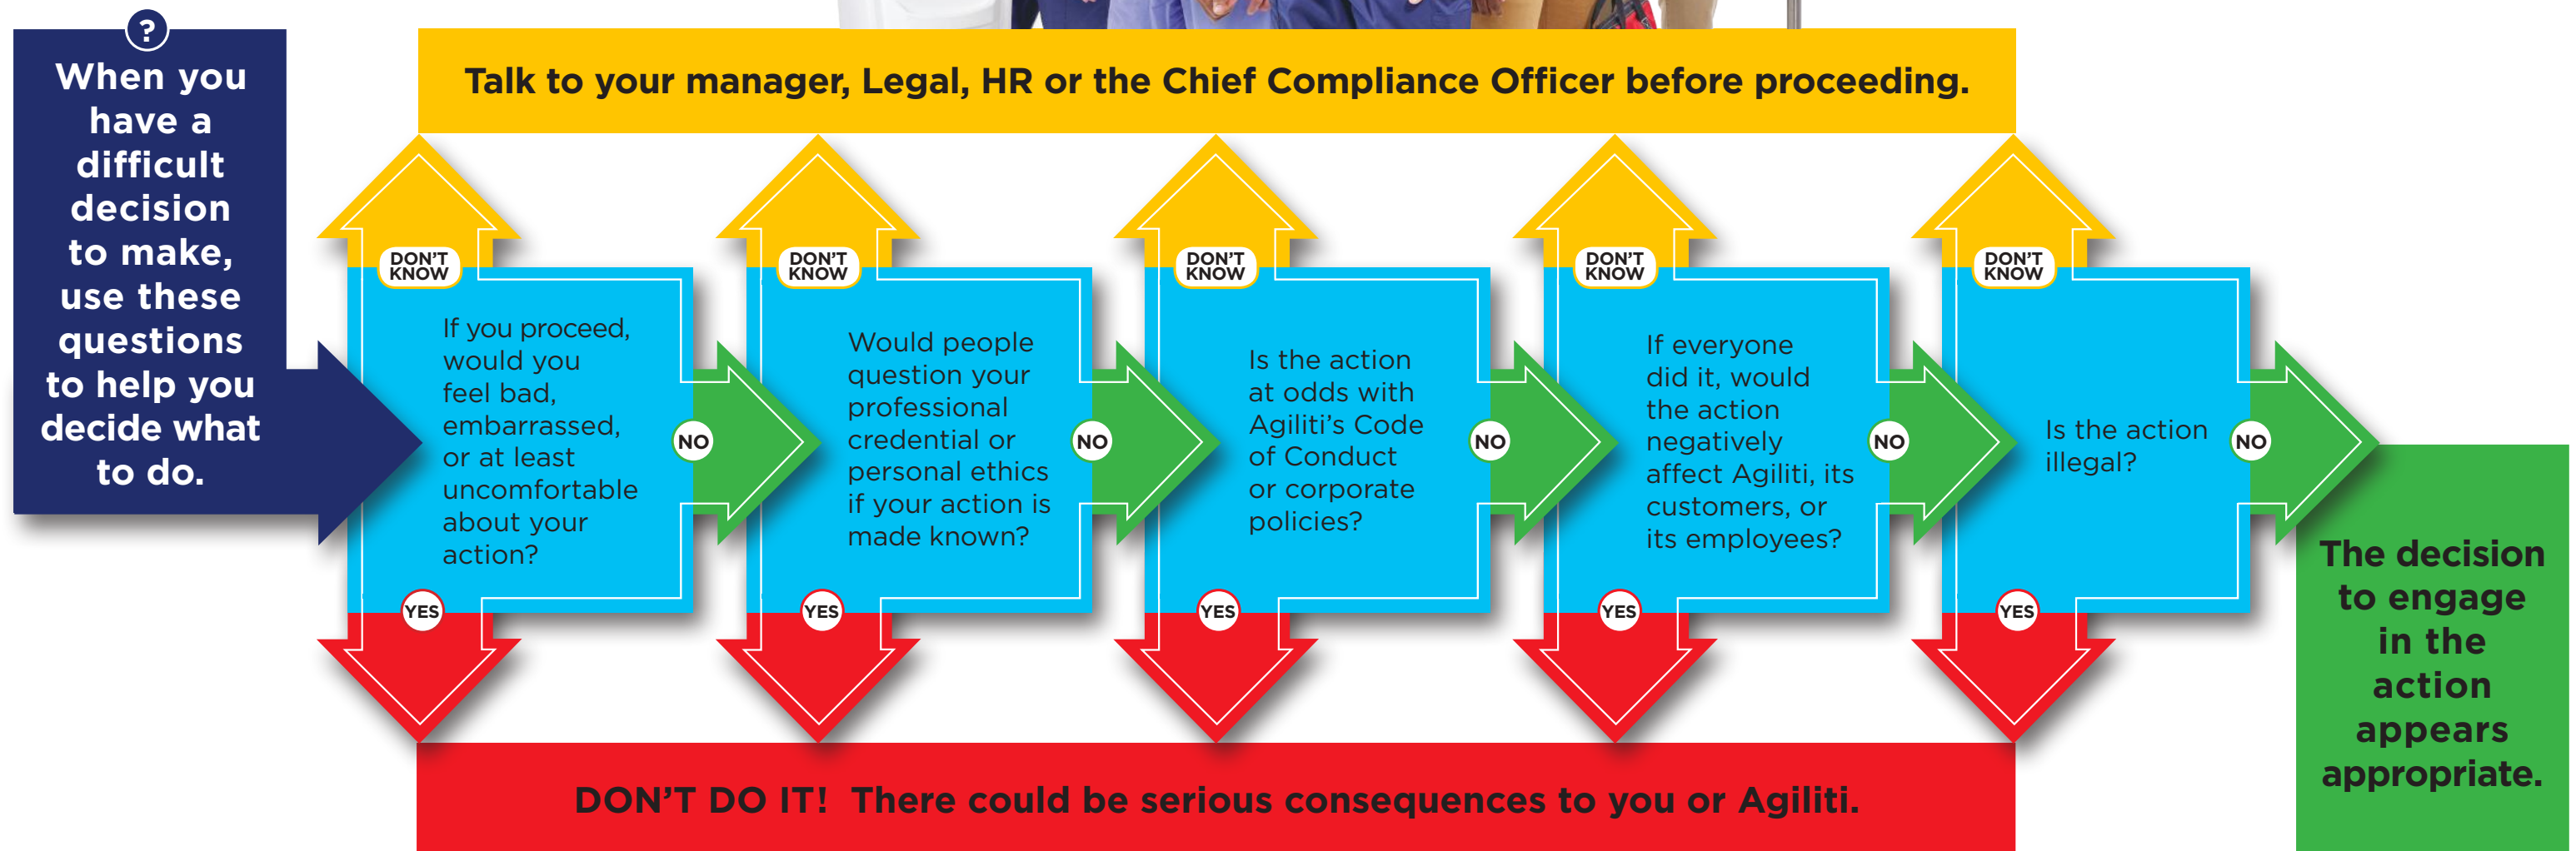 ?
When you
have a
difficult
decision
to make,
use these
questions
to help you
decide what
to do.
Talk to your manager, Legal, HR or the Chief Compliance Officer before proceeding.
DON'T
KNOW
If you proceed,
would you
feel bad,
embarrassed,
or at least
uncomfortable
about your
action?
NO
YES
DON'T
KNOW
Would people
question your
professional
credential or
personal ethics
if your action is
made known?
NO
YES
DON'T
KNOW
Is the action
at odds with
Agiliti's Code
of Conduct
or corporate
policies?
NO
YES
DON'T
KNOW
If everyone
did it, would
the action
negatively
affect Agiliti, its
customers, or
its employees?
NO
YES
DON'T
KNOW
Is the action
illegal?
NO
YES
The decision
to engage
in the
action
appears
appropriate.
DON'T DO IT! There could be serious consequences to you or Agiliti.